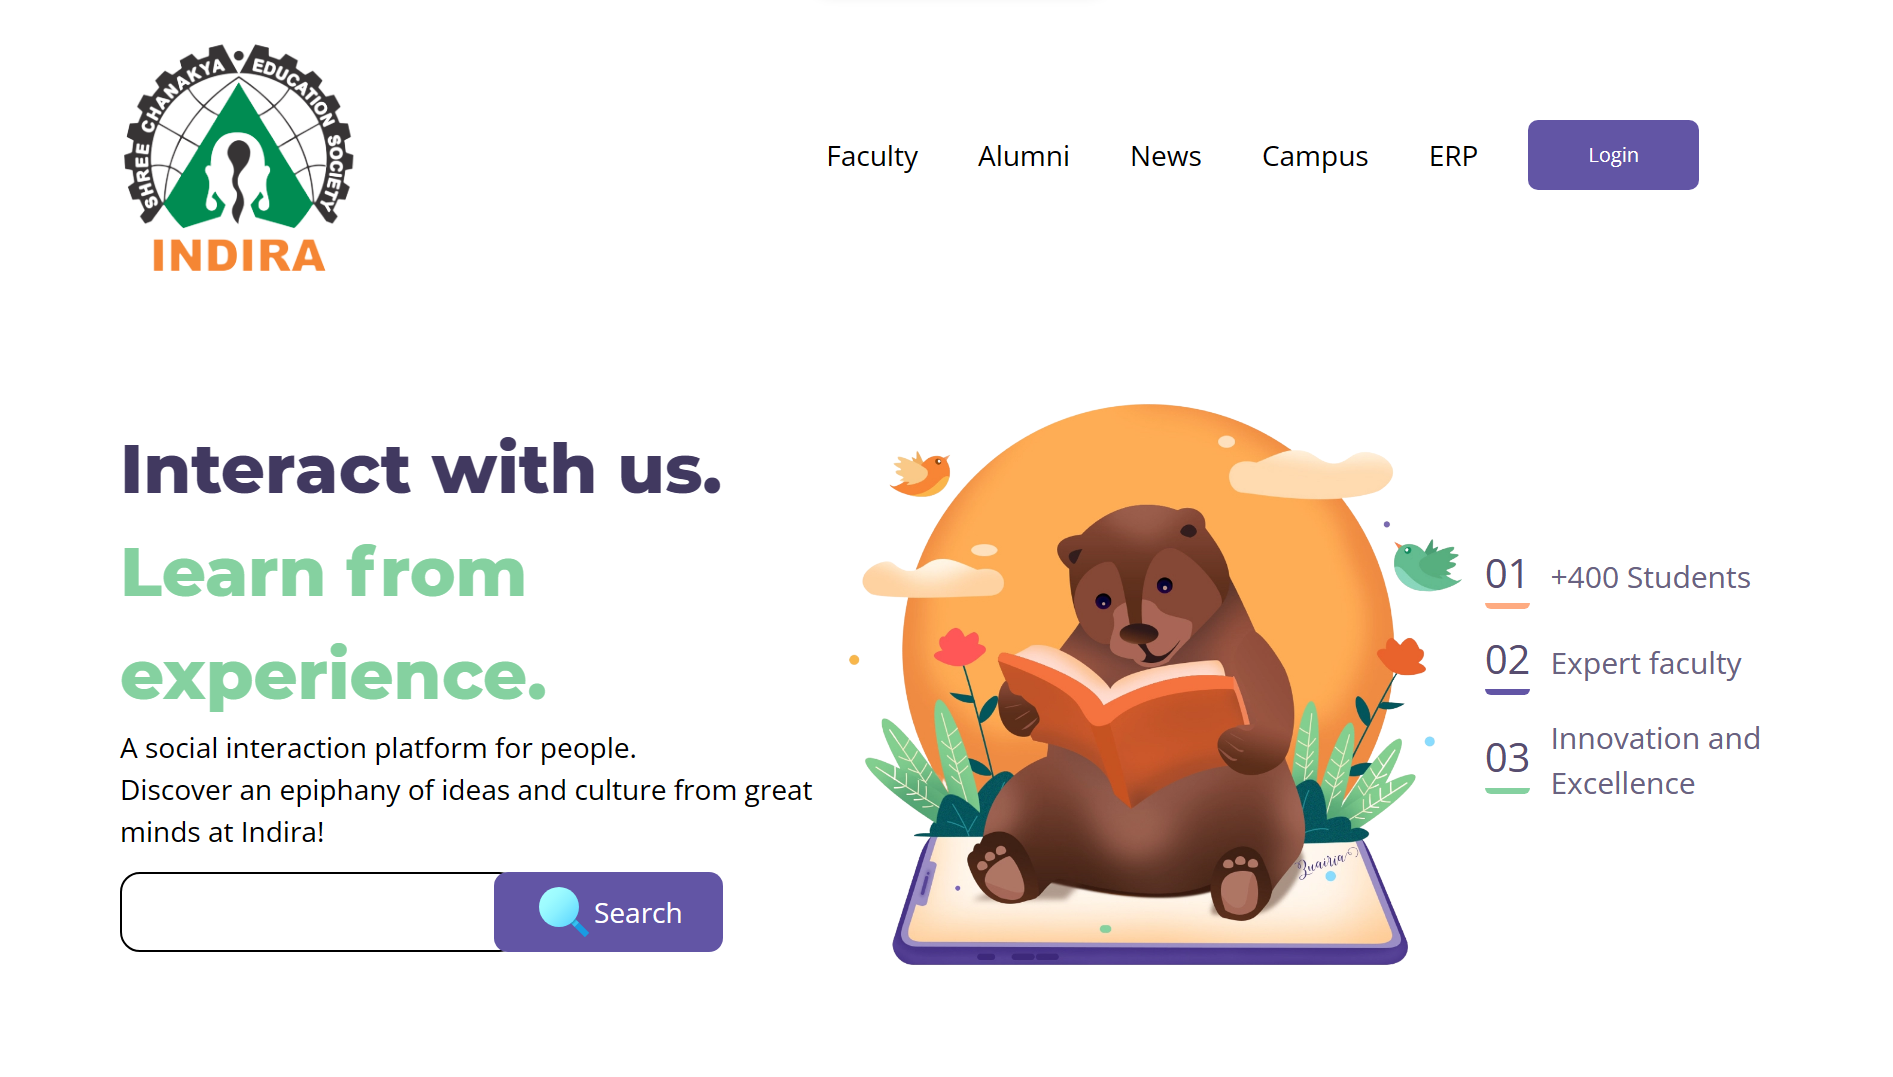 SHREE CHANAKYA EDUCATION SOCIETY
INDIRA
Faculty Alumni News Campus ERP Login
Interact with us.
Learn from
experience.
A social interaction platform for people.
Discover an epiphany of ideas and culture from great
minds at Indira!
Search
01 +400 Students
02 Expert faculty
03 Innovation and
Excellence
Zuairia